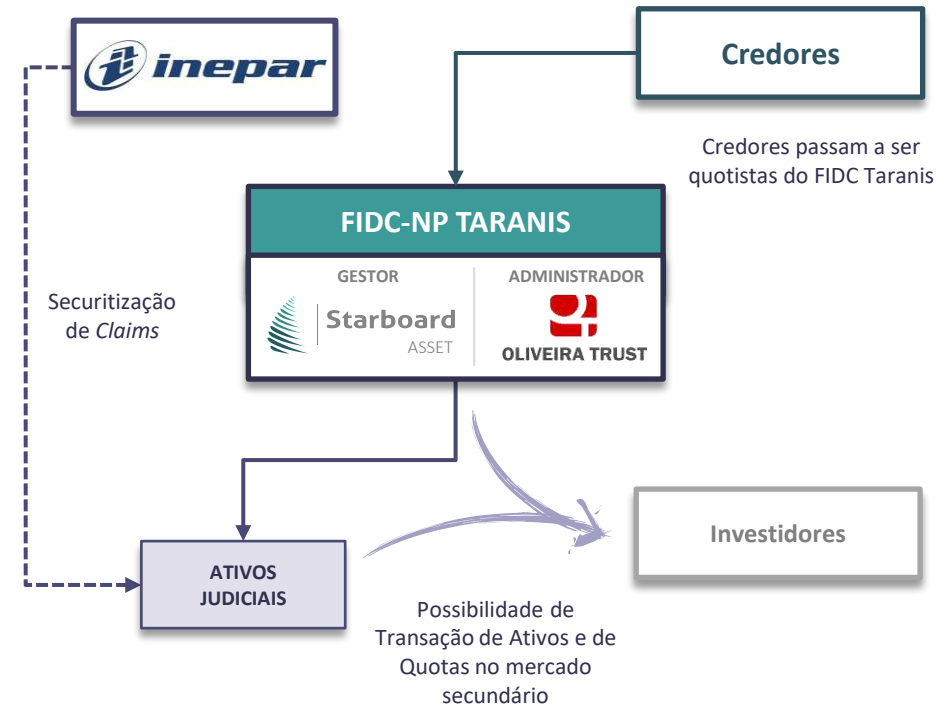 inepar
Credores
Credores passam a ser
quotistas do FIDC Taranis
FIDC-NP TARANIS
GESTOR
Starboard
ASSET
ADMINISTRADOR
OLIVEIRA TRUST
Securitização
de Claims
ATIVOS
JUDICIAIS
Investidores
Possibilidade de
Transação de Ativos e de
Quotas no mercado
secundário